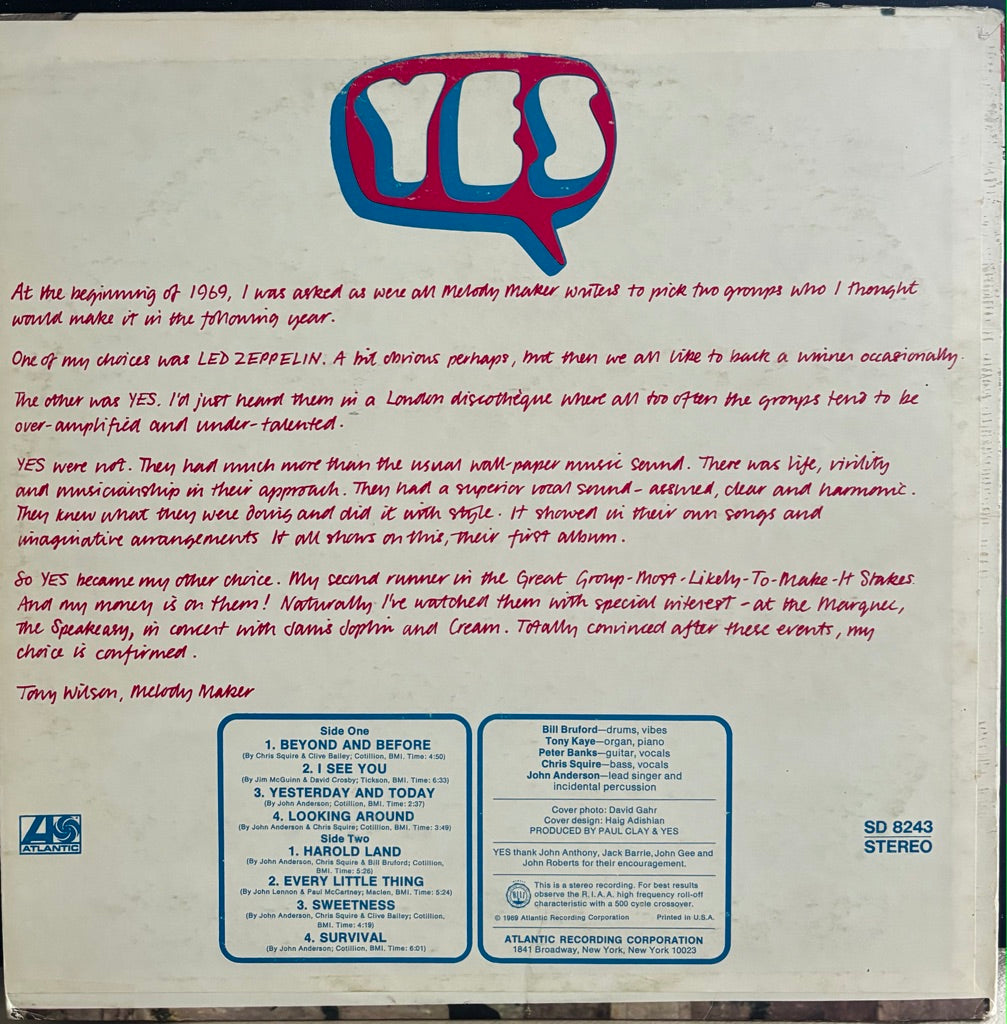 YES
At the beginning of 1969, I was asked as were all Melody Maker writers to pick two groups who I thought
would make it in the following year.
One of my choices was LED ZEPPELIN. A bit obvious perhaps, but then we all like to back a winner occasionally.
The other was YES. I'd just heard them in a London discothèque where all too often the groups tend to be
over-amplified and under-talented.
YES were not. They had much more than the usual wall-paper music sound. There was life, virility
and musicianship in their approach. They had a superior vocal sound - assured, clear and harmonic.
They knew what they were doing and did it with style. It showed in their own songs and
imaginative arrangements It all shows on this, their first album.
So YES became my other choice. My second runner in the Great Group-Most-Likely-To-Make-It Stakes.
And my money is on them! Naturally I've watched them with special interest - at the Marquee,
the Speakeasy, in concert with Janis Joplin and Cream. Totally convinced after these events, my
choice is confirmed.
Tony Wilson, Melody Maker
Side One
1. BEYOND AND BEFORE
(By Chris Squire & Clive Bailey; Cotillion, BMI. Time: 4:50)
2. I SEE YOU
(By Jim McGuinn & David Crosby; Tickson, BMI. Time: 6:33)
3. YESTERDAY AND TODAY
(By John Anderson; Cotillion, BMI. Time: 2:37)
4. LOOKING AROUND
(By John Anderson & Chris Squire; Cotillion, BMI. Time: 3:49)
Side Two
1. HAROLD LAND
(By John Anderson, Chris Squire & Bill Bruford; Cotillion,
BMI. Time: 5:26)
2. EVERY LITTLE THING
(By John Lennon & Paul McCartney; Maclen, BMI. Time: 5:24)
3. SWEETNESS
(By John Anderson, Chris Squire & Clive Bailey; Cotillion,
BMI. Time: 4:19)
4. SURVIVAL
(By John Anderson; Cotillion, BMI. Time: 6:01)
Bill Bruford—drums, vibes
Tony Kaye—organ, piano
Peter Banks—guitar, vocals
Chris Squire—bass, vocals
John Anderson—lead singer and
incidental percussion
Cover photo: David Gahr
Cover design: Haig Adishian
PRODUCED BY PAUL CLAY & YES
YES thank John Anthony, Jack Barrie, John Gee and
John Roberts for their encouragement.
This is a stereo recording. For best results
observe the R.I.A.A. high frequency roll-off
characteristic with a 500 cycle crossover.
© 1969 Atlantic Recording Corporation Printed in U.S.A.
ATLANTIC RECORDING CORPORATION
1841 Broadway, New York, New York 10023
ATLANTIC
SD 8243
STEREO